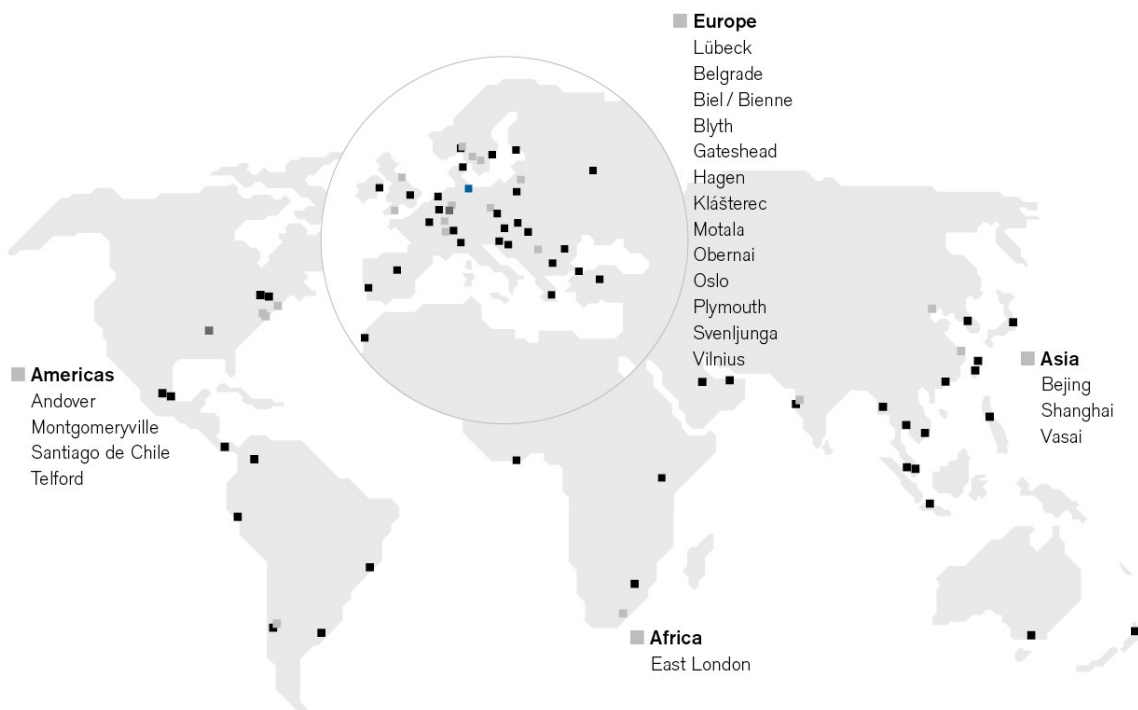 Europe
Lübeck
Belgrade
Biel / Bienne
Blyth
Gateshead
Hagen
Klášterec
Motala
Obernai
Oslo
Plymouth
Svenljunga
Vilnius
Americas
Andover
Montgomeryville
Santiago de Chile
Telford
Asia
Bejing
Shanghai
Vasai
Africa
East London